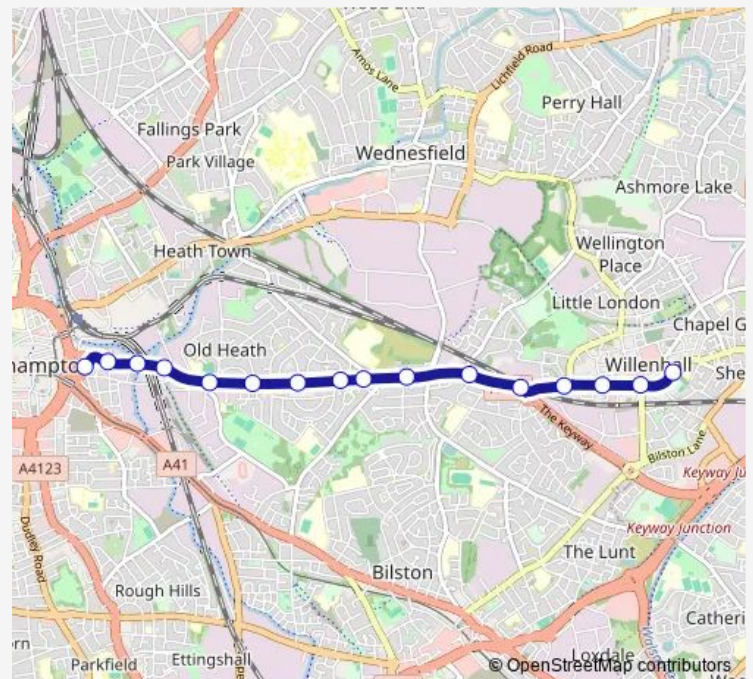 Amos Lane
Lichfield Road
Perry Hall
Fallings Park
Park Village
Wednesfield
Ashmore Lake
Heath Town
Wellington
Place
Little London
Chapel G
Old Heath
hampto
Willenhall
She
The Keyway
A4123
A41
Bilston Lane
Keyway Ju
Keyway Junction
Dudley Road
The Lunt
Bilston
Rough Hills
Catheri
rn
Parkfield
Ettingshall
Loxdale
© OpenStreetMap contributors